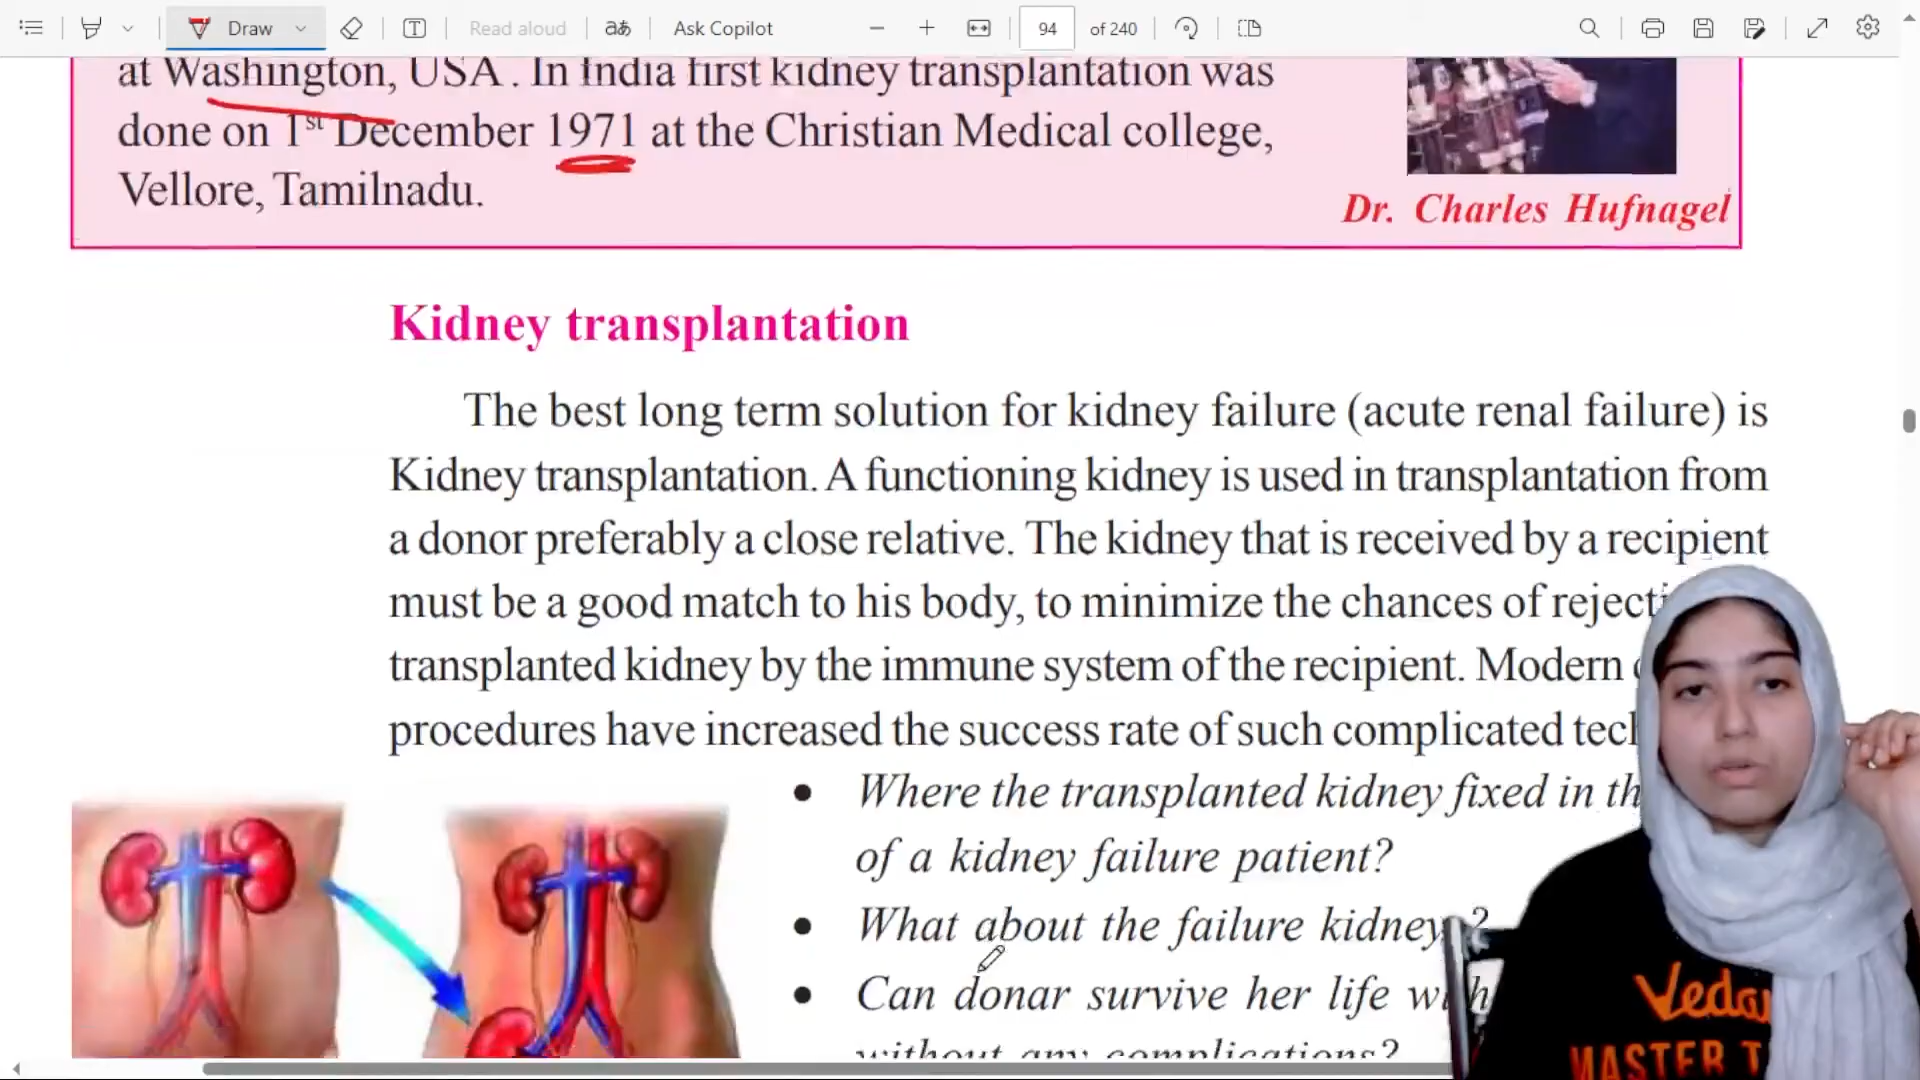 Draw
Read aloud
Ask Copilot
94
of 240
at Washington, USA. In India first kidney transplantation was
done on 1st December 1971 at the Christian Medical college,
Vellore, Tamilnadu.
Dr. Charles Hufnagel
Kidney transplantation
The best long term solution for kidney failure (acute renal failure) is
Kidney transplantation. A functioning kidney is used in transplantation from
a donor preferably a close relative. The kidney that is received by a recipient
must be a good match to his body, to minimize the chances of
transplanted kidney by the immune system of the recipient. Modern
procedures have increased the success rate of such complicated
Where the transplanted kidney fixed in
of a kidney failure patient?
What about the failure kidney ?
Can donar survive her life
without any complications?
MASTER